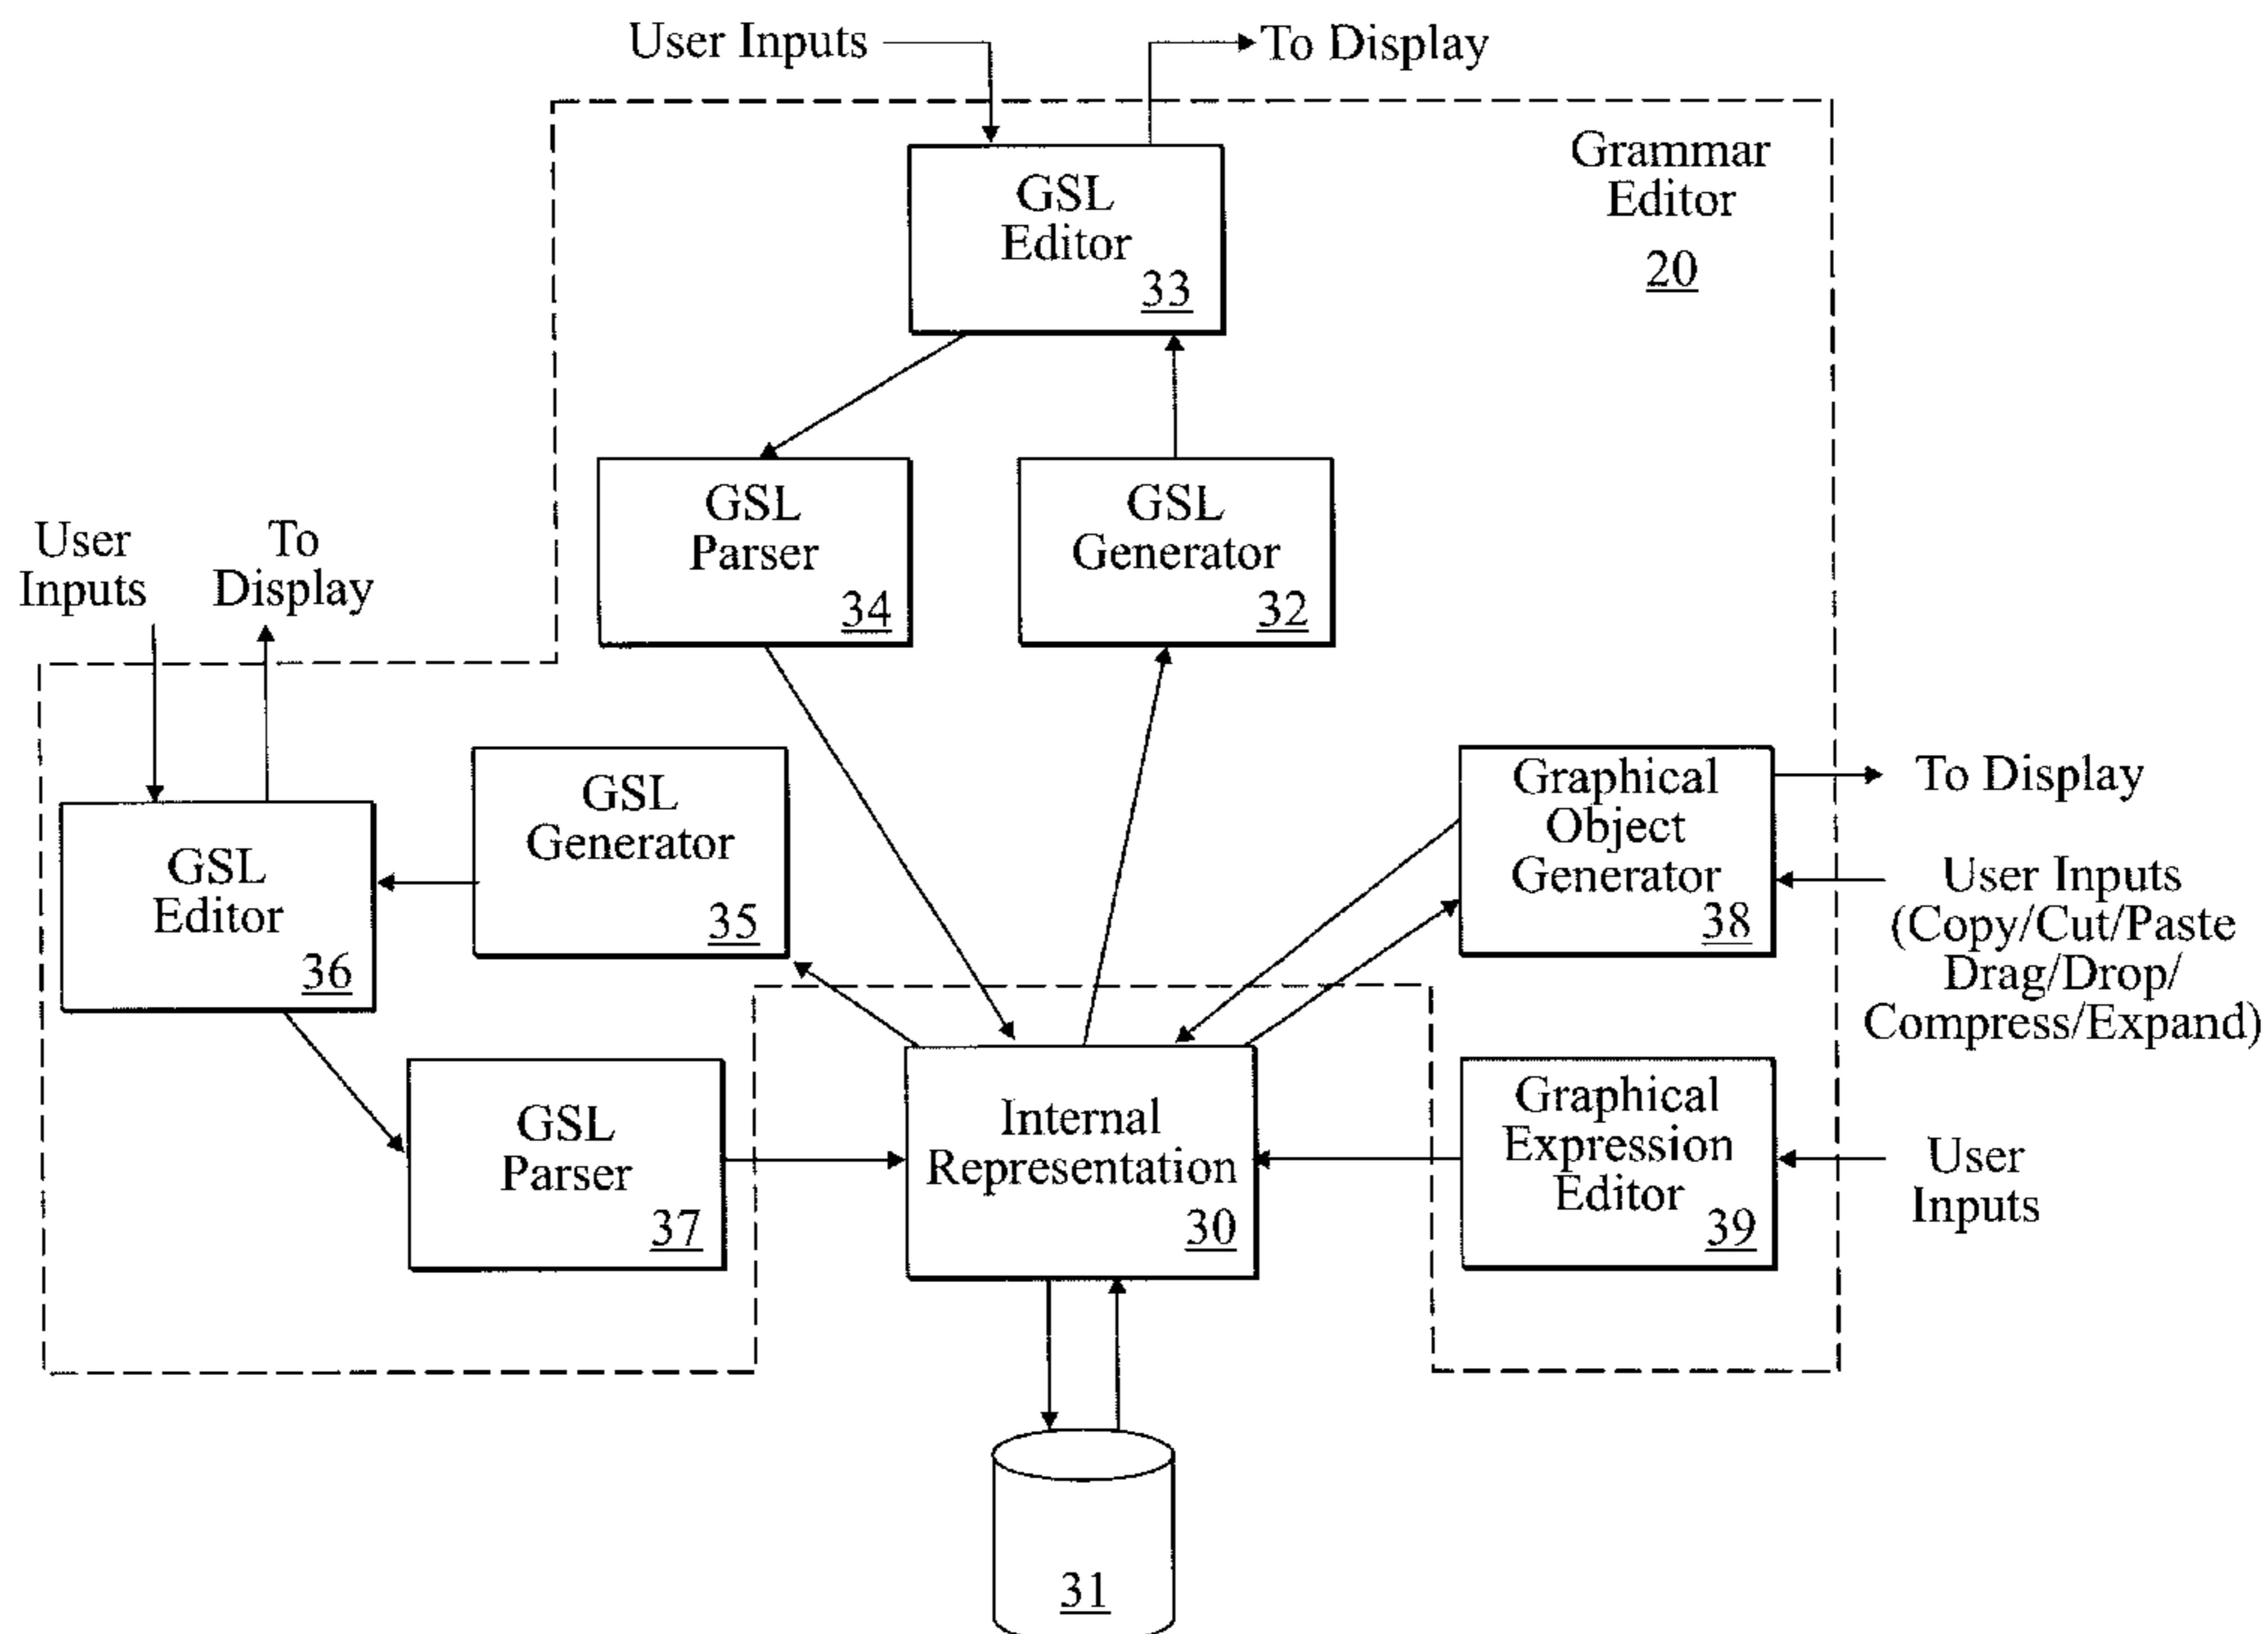 User Inputs
To Display
Grammar
Editor
20
GSL
Editor
33
GSL
Parser
34
GSL
Generator
32
User
Inputs
To
Display
GSL
Editor
36
GSL
Generator
35
Graphical
Object
Generator
38
To Display
User Inputs
(Copy/Cut/Paste
Drag/Drop/
Compress/Expand)
GSL
Parser
37
Internal
Representation
30
Graphical
Expression
Editor
39
User
Inputs
31